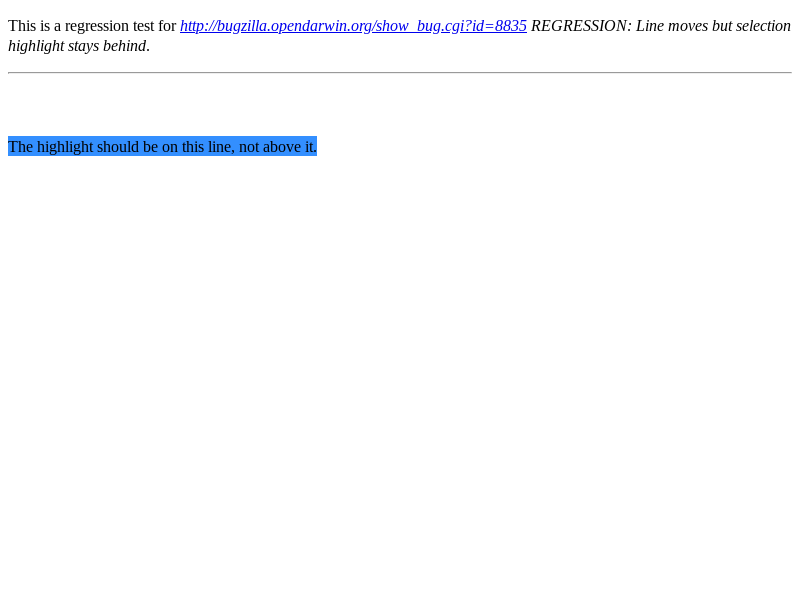 This is a regression test for http://bugzilla.opendarwin.org/show_bug.cgi?id=8835 REGRESSION: Line moves but selection
highlight stays behind.
The highlight should be on this line, not above it.